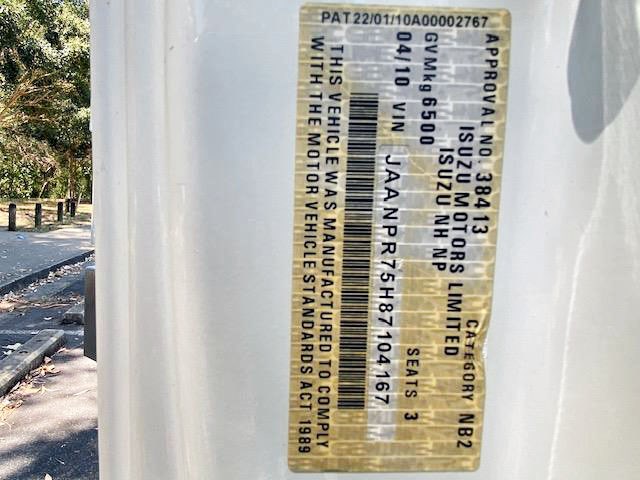 APPROVAL NO. 38413 CATEGORY NB2
ISUZU MOTORS LIMITED
ISUZU NH NP
GVMkg 6500 SEATS 3
04/10 VIN JAANPR75H87104167
THIS VEHICLE WAS MANUFACTURED TO COMPLY
WITH THE MOTOR VEHICLE STANDARDS ACT 1989
PAT22/01/10A00002767